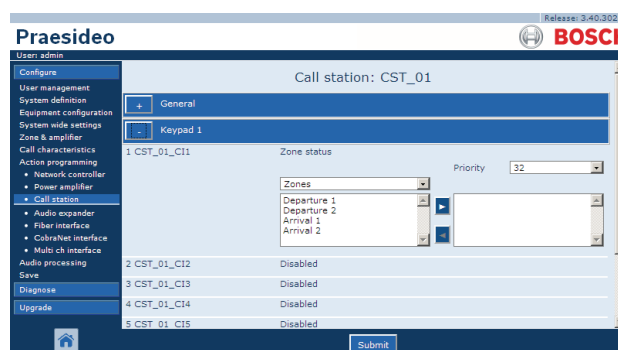 Release: 3.40.302
Praesideo
BOSCH
User: admin
Configure
User management
System definition
Equipment configuration
System wide settings
Zone & amplifier
Call characteristics
Action programming
• Network controller
• Power amplifier
• Call station
• Audio expander
• Fiber interface
• CobraNet interface
• Multi ch interface
Audio processing
Save
Diagnose
Upgrade
Call station: CST_01
+ General
- Keypad 1
1 CST_01_CI1 Zone status
Priority 32
Zones
Departure 1
Departure 2
Arrival 1
Arrival 2
2 CST_01_CI2 Disabled
3 CST_01_CI3 Disabled
4 CST_01_CI4 Disabled
5 CST_01_CI5 Disabled
Submit